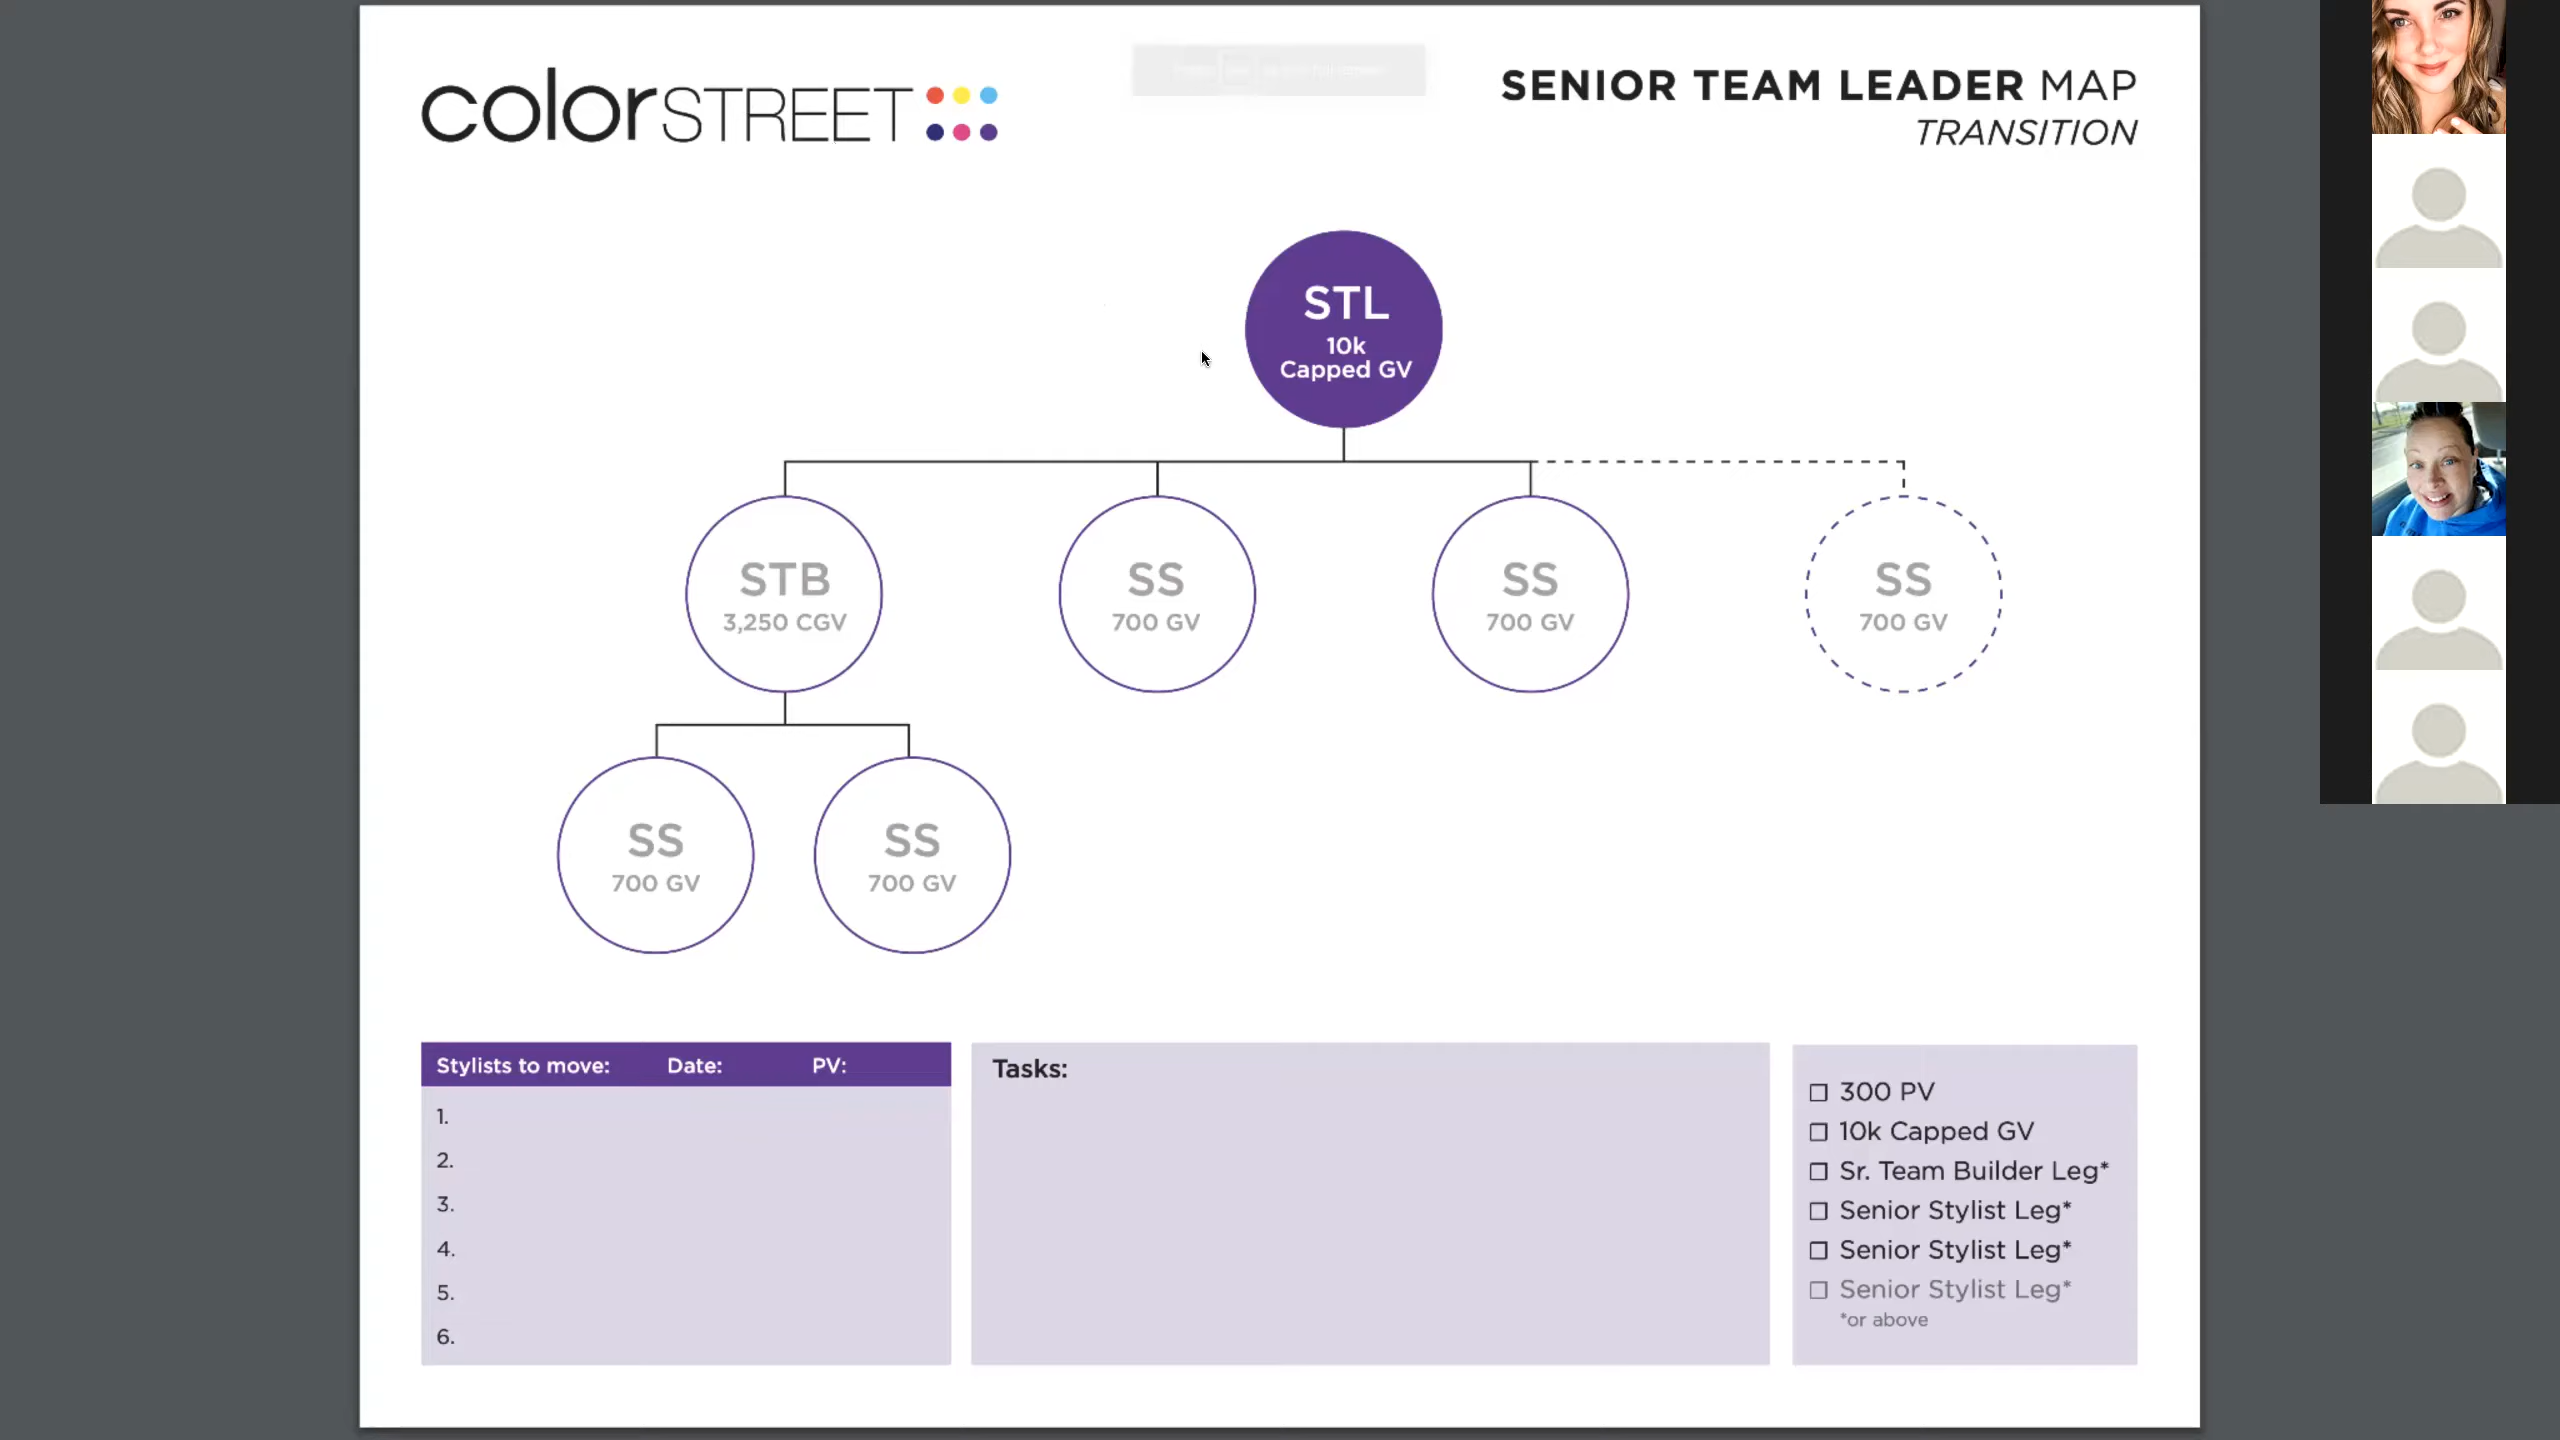 colorSTREET
SENIOR TEAM LEADER MAP
TRANSITION
STL
10k
Capped GV
STB
3,250 CGV
SS
700 GV
SS
700 GV
SS
700 GV
SS
700 GV
SS
700 GV
Stylists to move: Date: PV:
1.
2.
3.
4.
5.
6.
Tasks:
☐ 300 PV
☐ 10k Capped GV
☐ Sr. Team Builder Leg*
☐ Senior Stylist Leg*
☐ Senior Stylist Leg*
☐ Senior Stylist Leg*
*or above